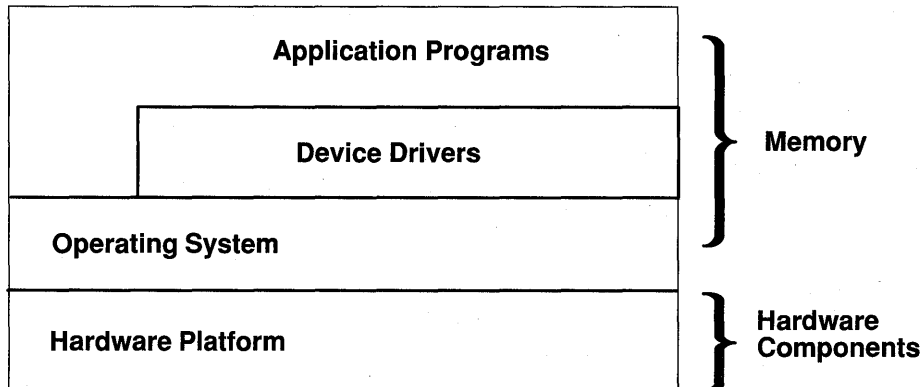 Application Programs
Device Drivers
Memory
Operating System
Hardware Platform
Hardware
Components